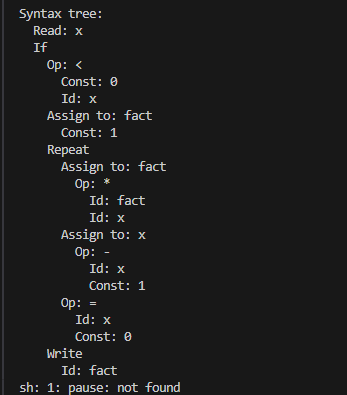 Syntax tree:
  Read: x
  If
    Op: <
      Const: 0
      Id: x
    Assign to: fact
      Const: 1
    Repeat
      Assign to: fact
        Op: *
          Id: fact
          Id: x
      Assign to: x
        Op: -
          Id: x
          Const: 1
      Op: =
        Id: x
        Const: 0
    Write
      Id: fact
sh: 1: pause: not found